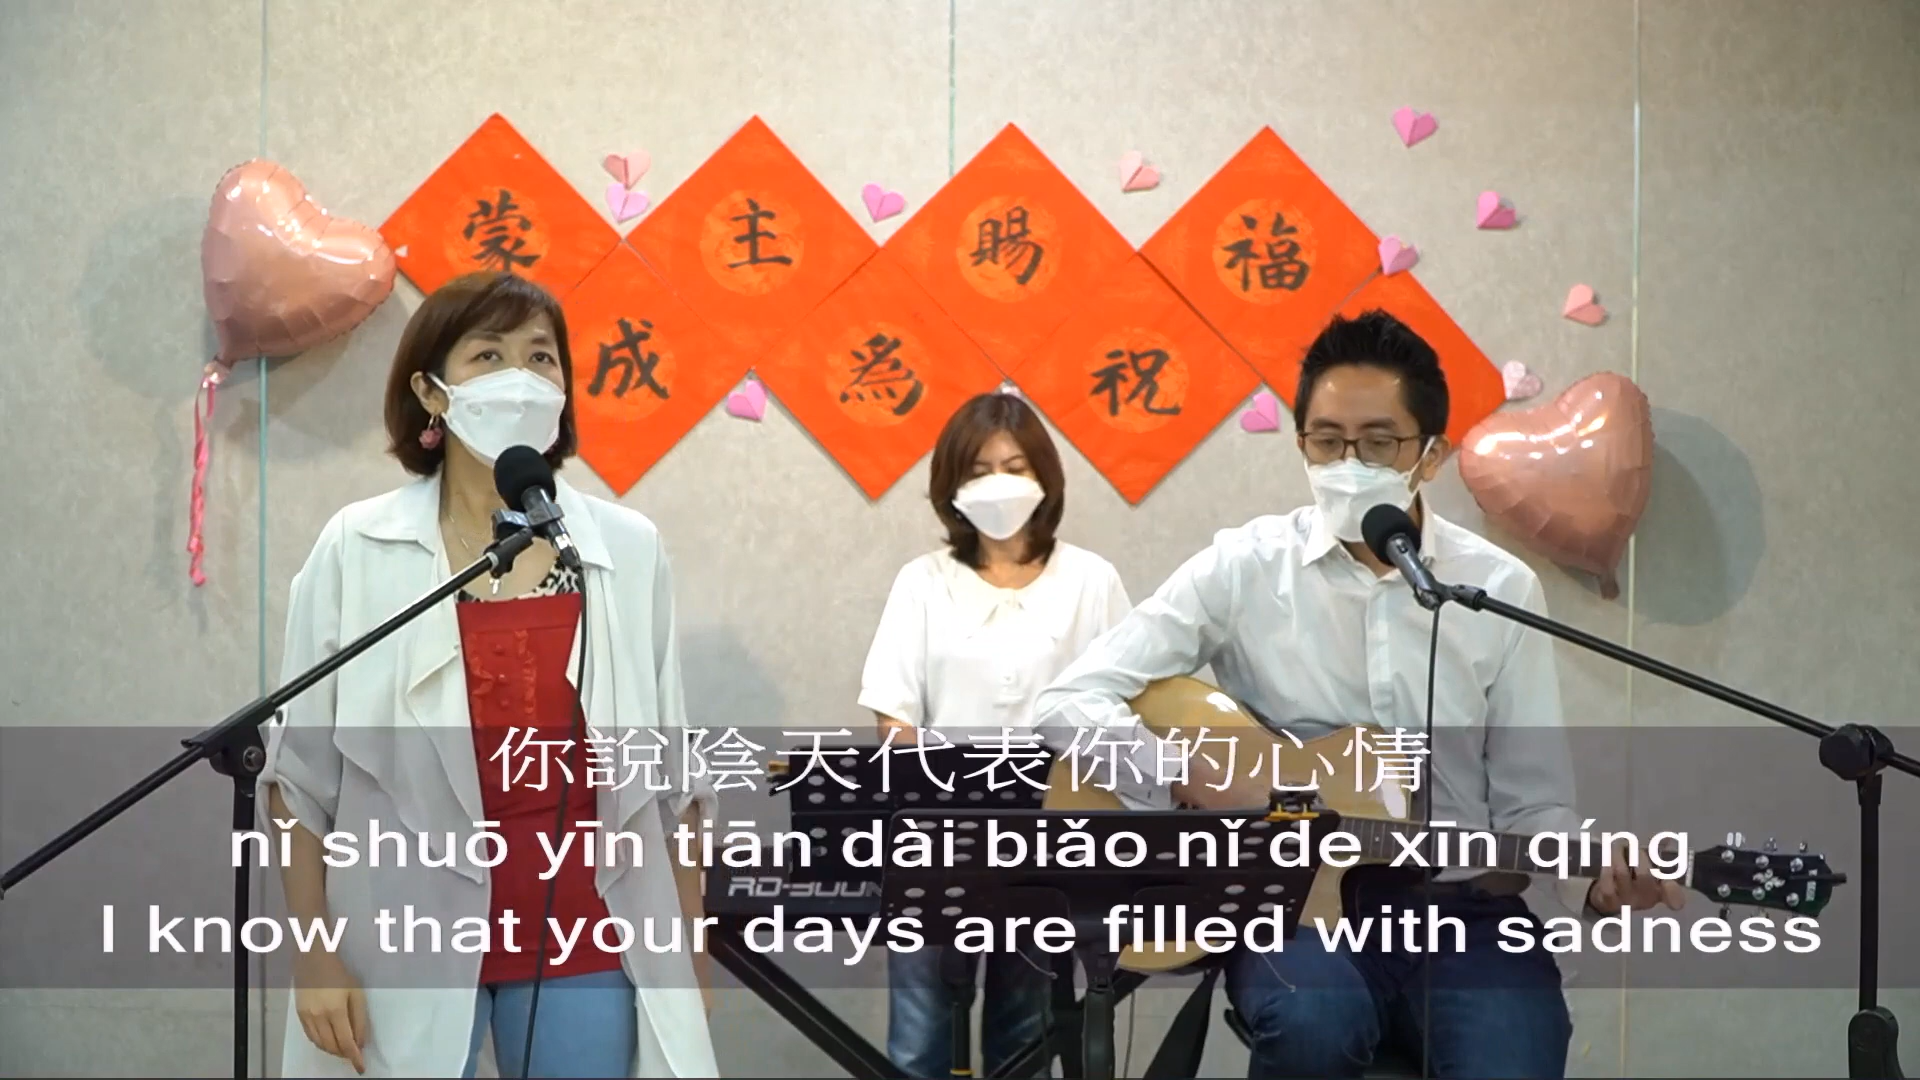 蒙主賜福
成為祝
你說陰天代表你的心情
nǐ shuō yīn tiān dài biǎo nǐ de xīn qíng
I know that your days are filled with sadness